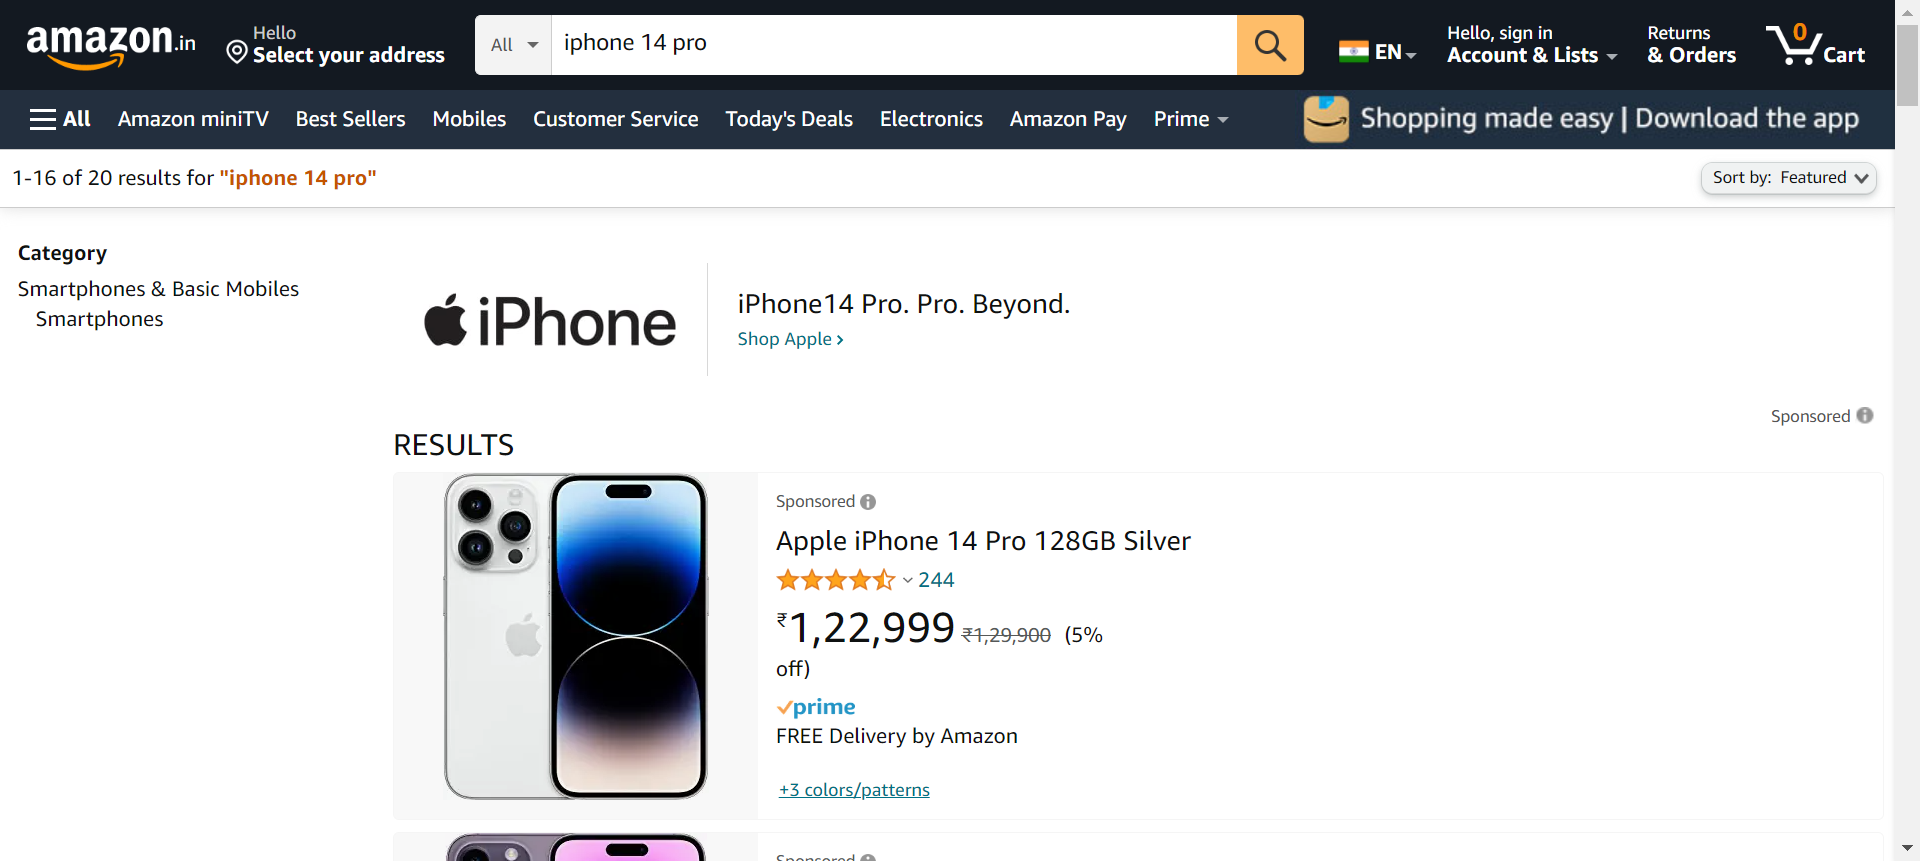 amazon.in
Hello
Select your address
All
iphone 14 pro
EN
Hello, sign in
Account & Lists
Returns
& Orders
0
Cart
All
Amazon miniTV
Best Sellers
Mobiles
Customer Service
Today's Deals
Electronics
Amazon Pay
Prime
Shopping made easy | Download the app
1-16 of 20 results for "iphone 14 pro"
Sort by: Featured
Category
Smartphones & Basic Mobiles
Smartphones
iPhone
iPhone14 Pro. Pro. Beyond.
Shop Apple ›
Sponsored
RESULTS
Sponsored
Apple iPhone 14 Pro 128GB Silver
244
₹1,22,999 ₹1,29,900 (5%
off)
prime
FREE Delivery by Amazon
+3 colors/patterns
Sponsored